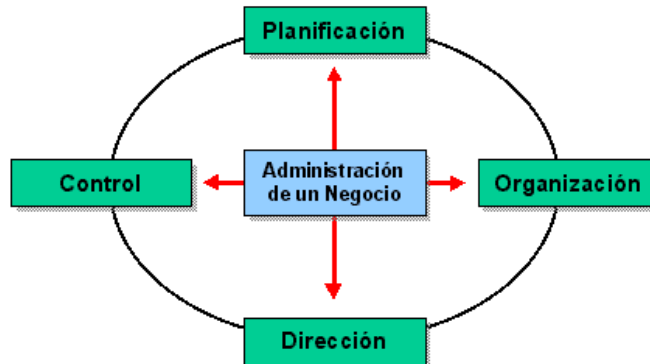 Planificación
Control
Administración
de un Negocio
Organización
Dirección